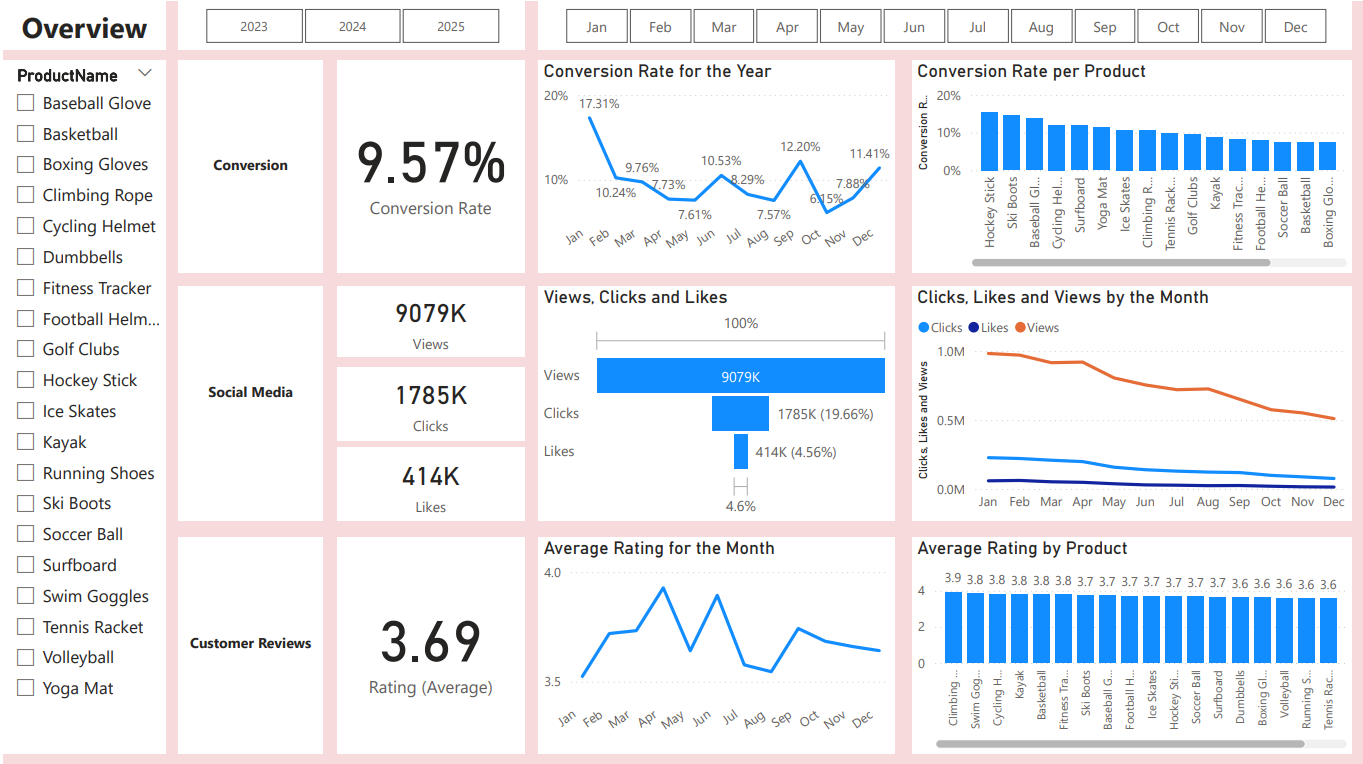 Overview
2023
2024
2025
Jan
Feb
Mar
Apr
May
Jun
Jul
Aug
Sep
Oct
Nov
Dec
ProductName
Baseball Glove
Basketball
Boxing Gloves
Climbing Rope
Cycling Helmet
Dumbbells
Fitness Tracker
Football Helm...
Golf Clubs
Hockey Stick
Ice Skates
Kayak
Running Shoes
Ski Boots
Soccer Ball
Surfboard
Swim Goggles
Tennis Racket
Volleyball
Yoga Mat
Conversion
9.57%
Conversion Rate
Conversion Rate for the Year
20%
10%
17.31%
10.24%
9.76%
7.73%
7.61%
10.53%
8.29%
7.57%
12.20%
6.15%
7.88%
11.41%
Jan
Feb
Mar
Apr
May
Jun
Jul
Aug
Sep
Oct
Nov
Dec
Conversion Rate per Product
Conversion R...
20%
10%
0%
Hockey Stick
Ski Boots
Baseball Gl...
Cycling Hel...
Surfboard
Yoga Mat
Ice Skates
Climbing R...
Tennis Rack...
Golf Clubs
Kayak
Fitness Trac...
Football He...
Soccer Ball
Basketball
Boxing Glo...
Social Media
9079K
Views
1785K
Clicks
414K
Likes
Views, Clicks and Likes
100%
Views
9079K
Clicks
1785K (19.66%)
Likes
414K (4.56%)
4.6%
Clicks, Likes and Views by the Month
Clicks
Likes
Views
Clicks, Likes and Views
1.0M
0.5M
0.0M
Jan
Feb
Mar
Apr
May
Jun
Jul
Aug
Sep
Oct
Nov
Dec
Customer Reviews
3.69
Rating (Average)
Average Rating for the Month
4.0
3.5
Jan
Feb
Mar
Apr
May
Jun
Jul
Aug
Sep
Oct
Nov
Dec
Average Rating by Product
4
2
0
3.9
3.8
3.8
3.8
3.8
3.8
3.7
3.7
3.7
3.7
3.7
3.7
3.7
3.6
3.6
3.6
3.6
3.6
Climbing ...
Swim Gog...
Cycling H...
Kayak
Basketball
Fitness Tra...
Ski Boots
Baseball G...
Football H...
Ice Skates
Hockey Sti...
Soccer Ball
Surfboard
Dumbbells
Boxing Gl...
Volleyball
Running S...
Tennis Rac...